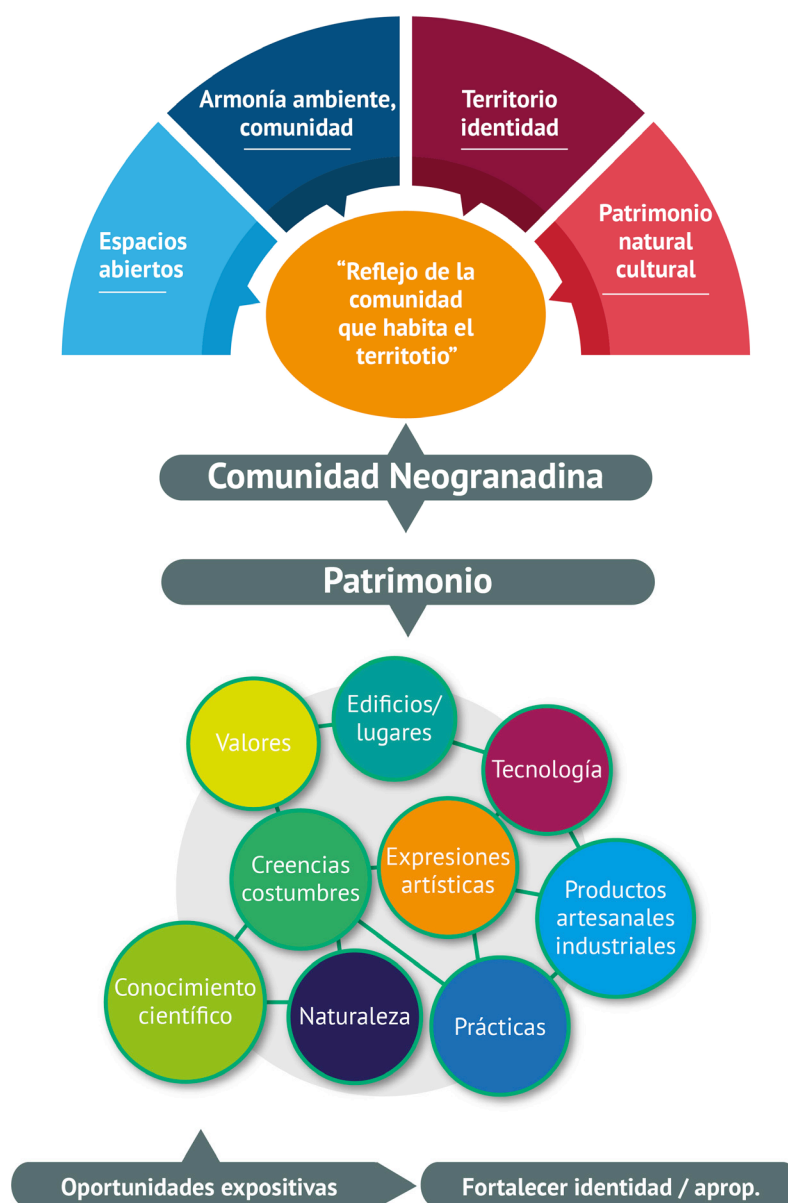 Armonía ambiente,
comunidad
Territorio
identidad
Espacios
abiertos
Patrimonio
natural
cultural
“Reflejo de la
comunidad
que habita el
territotio”
Comunidad Neogranadina
Patrimonio
Valores
Edificios/
lugares
Tecnología
Creencias
costumbres
Expresiones
artísticas
Productos
artesanales
industriales
Conocimiento
científico
Naturaleza
Prácticas
Oportunidades expositivas
Fortalecer identidad / aprop.